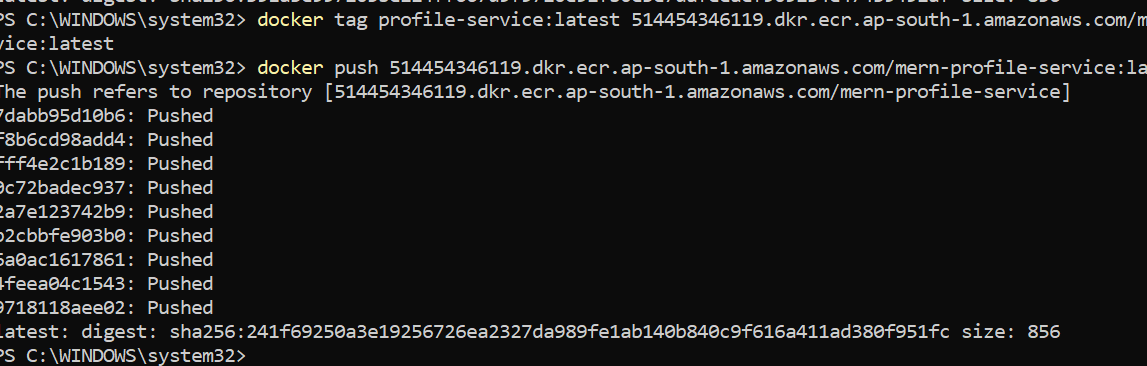 PS C:\WINDOWS\system32> docker tag profile-service:latest 514454346119.dkr.ecr.ap-south-1.amazonaws.com/m
vice:latest
PS C:\WINDOWS\system32> docker push 514454346119.dkr.ecr.ap-south-1.amazonaws.com/mern-profile-service:la
The push refers to repository [514454346119.dkr.ecr.ap-south-1.amazonaws.com/mern-profile-service]
7dabb95d10b6: Pushed
f8b6cd98add4: Pushed
fff4e2c1b189: Pushed
0c72badec937: Pushed
2a7e123742b9: Pushed
b2cbbfe903b0: Pushed
6a0ac1617861: Pushed
4feea04c1543: Pushed
9718118aee02: Pushed
latest: digest: sha256:241f69250a3e19256726ea2327da989fe1ab140b840c9f616a411ad380f951fc size: 856
PS C:\WINDOWS\system32>